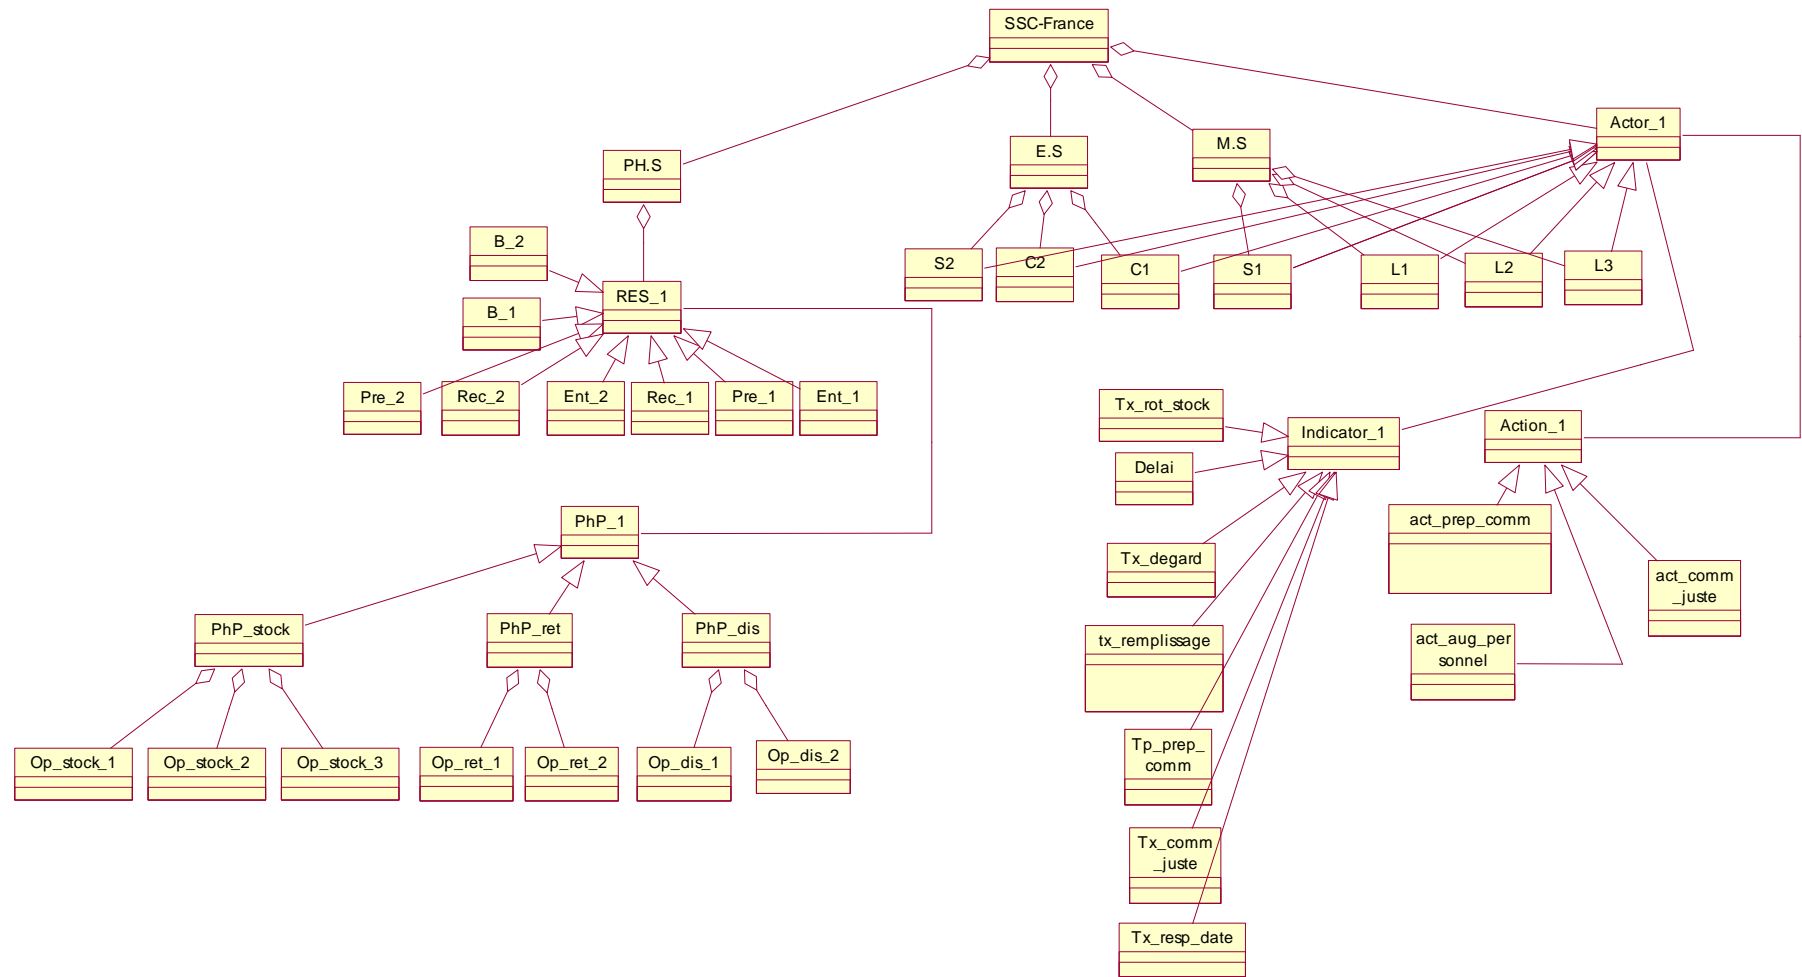 SSC-France
Actor_1
M.S
E.S
PH.S
B_2
S2
C2
C1
S1
L1
L2
L3
RES_1
B_1
Pre_2
Rec_2
Ent_2
Rec_1
Pre_1
Ent_1
Tx_rot_stock
Indicator_1
Action_1
Delai
PhP_1
act_prep_comm
Tx_degard
act_comm
_juste
PhP_stock
PhP_ret
PhP_dis
tx_remplissage
act_aug_per
sonnel
Op_stock_1
Op_stock_2
Op_stock_3
Op_ret_1
Op_ret_2
Op_dis_1
Op_dis_2
Tp_prep_
comm
Tx_comm
_juste
Tx_resp_date